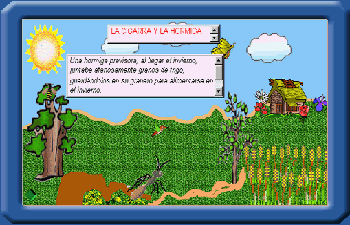 LA CIGARRA Y LA HORMIGA
Una hormiga previsora, al llegar el invierno,
afanosamente granos de trigo,
guardándolos en su granero para alimentarse en
el invierno.